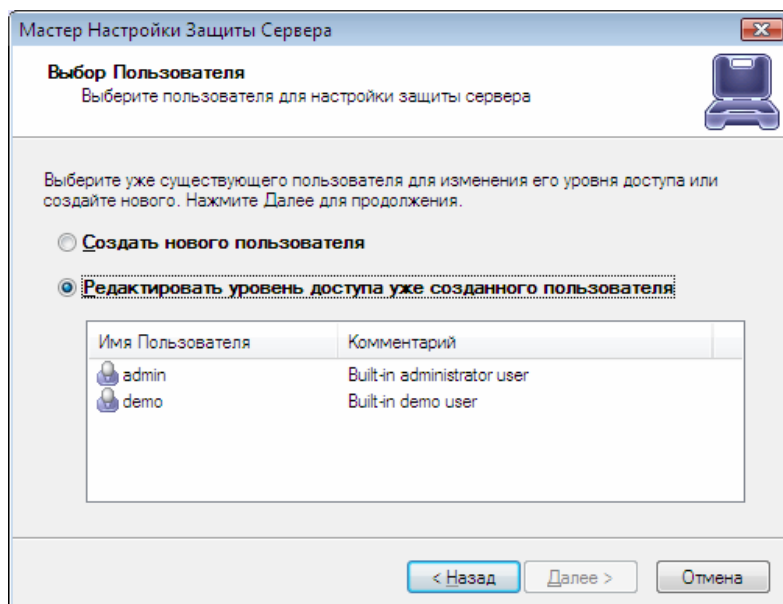 Мастер Настройки Защиты Сервера
Выбор Пользователя
Выберите пользователя для настройки защиты сервера
Выберите уже существующего пользователя для изменения его уровня доступа или
создайте нового. Нажмите Далее для продолжения.
Создать нового пользователя
Редактировать уровень доступа уже созданного пользователя
Имя Пользователя Комментарий
admin Built-in administrator user
demo Built-in demo user
< Назад Далее > Отмена